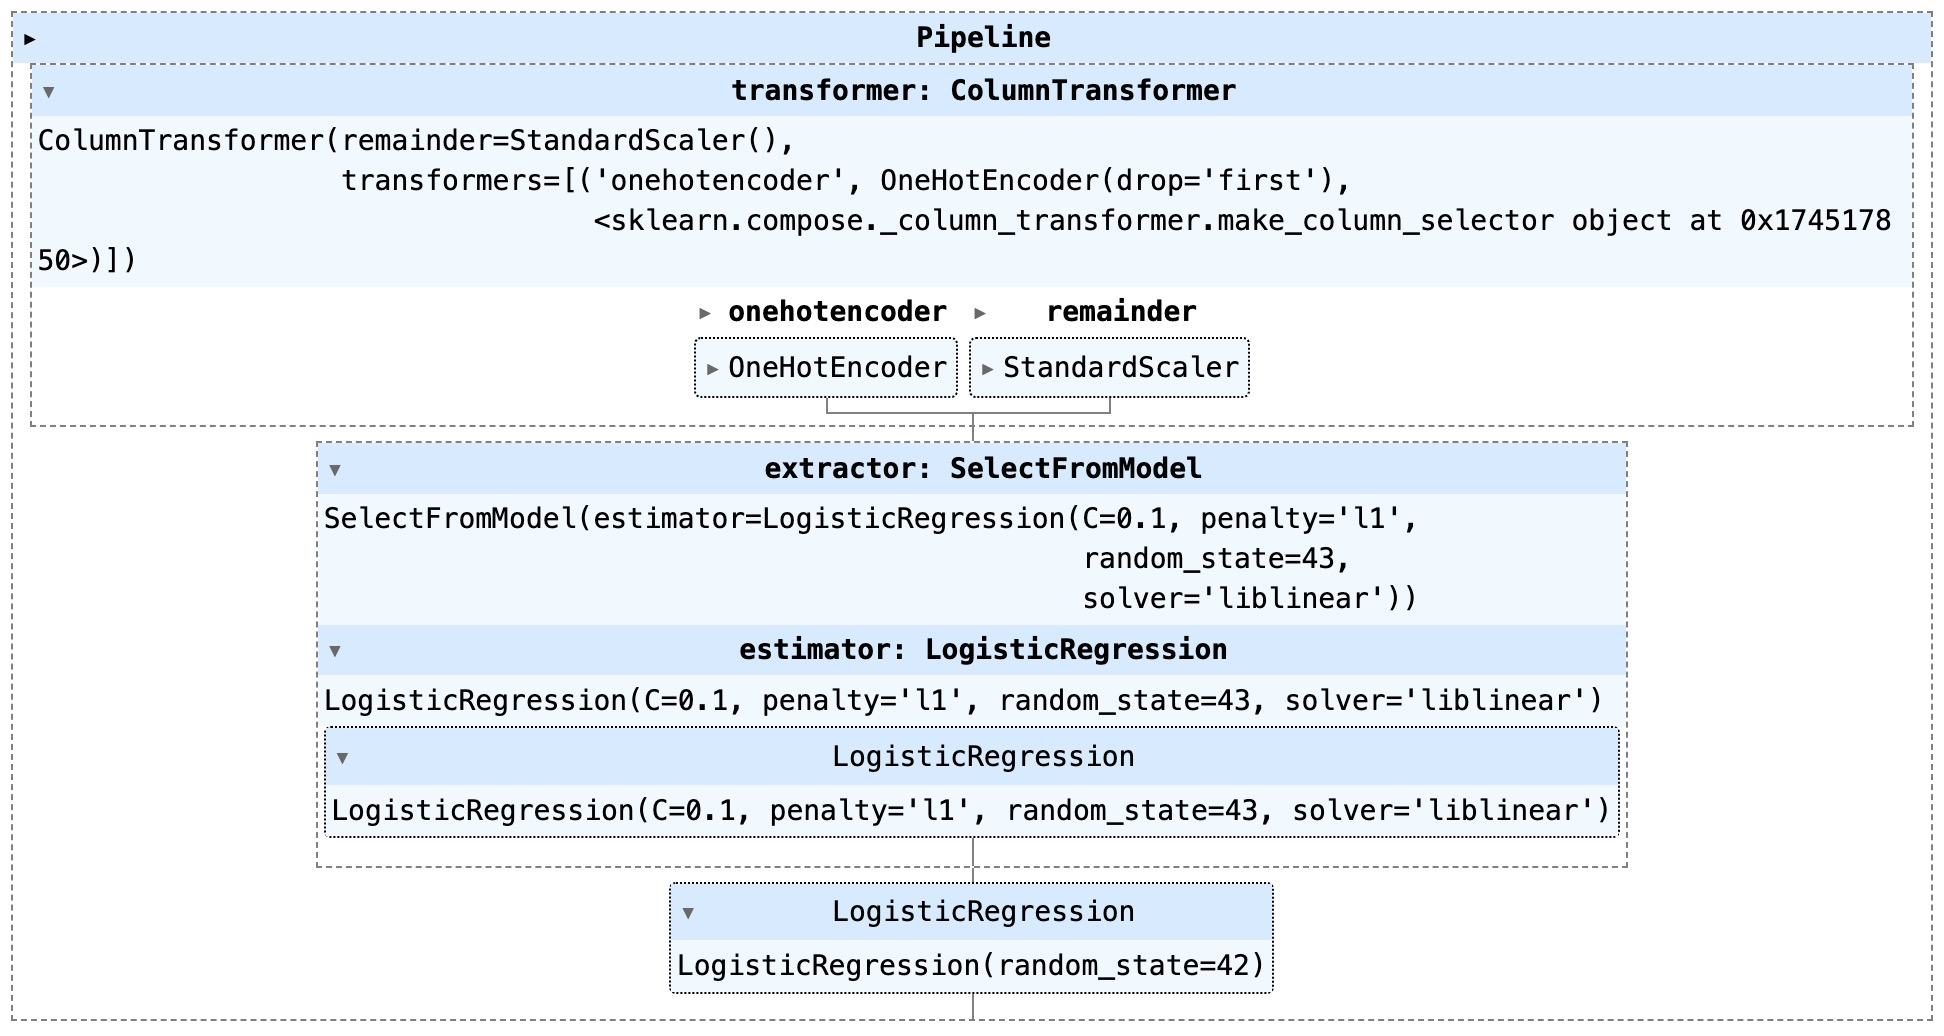 Pipeline
transformer: ColumnTransformer
ColumnTransformer(remainder=StandardScaler(),
transformers=[('onehotencoder', OneHotEncoder(drop='first'),
<sklearn.compose._column_transformer.make_column_selector object at 0x1745178
50>)])
onehotencoder remainder
OneHotEncoder StandardScaler
extractor: SelectFromModel
SelectFromModel(estimator=LogisticRegression(C=0.1, penalty='l1',
random_state=43,
solver='liblinear'))
estimator: LogisticRegression
LogisticRegression(C=0.1, penalty='l1', random_state=43, solver='liblinear')
LogisticRegression
LogisticRegression(C=0.1, penalty='l1', random_state=43, solver='liblinear')
LogisticRegression
LogisticRegression(random_state=42)